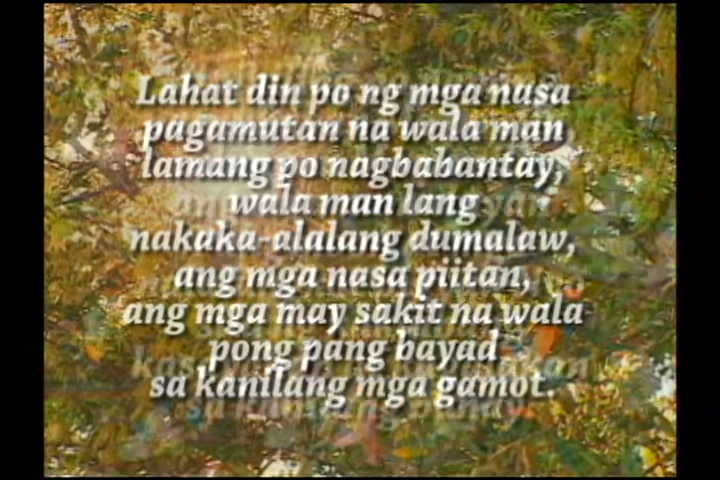 Lahat din po ng mga nasa
pagamutan na wala man
lamang po nagbabantay,
wala man lang
nakaka-alalang dumalaw,
ang mga nasa piitan,
ang mga may sakit na wala
pong pang bayad
sa kanilang mga gamot.